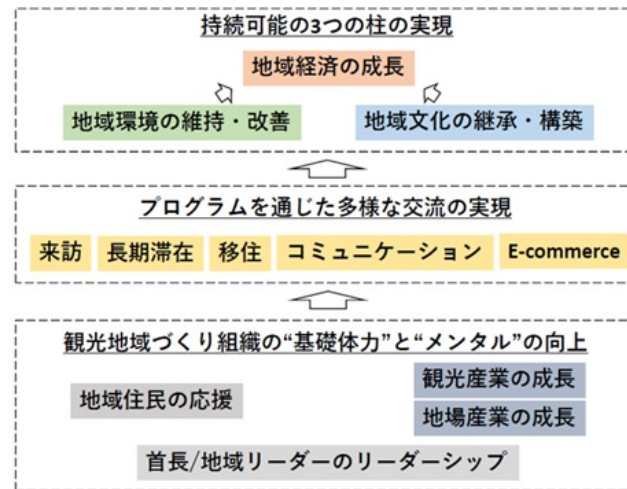 持続可能の3つの柱の実現
地域経済の成長
地域環境の維持・改善
地域文化の継承・構築
プログラムを通じた多様な交流の実現
来訪
長期滞在
移住
コミュニケーション
E-commerce
観光地域づくり組織の“基礎体力”と“メンタル”の向上
地域住民の応援
観光産業の成長
地場産業の成長
首長/地域リーダーのリーダーシップ